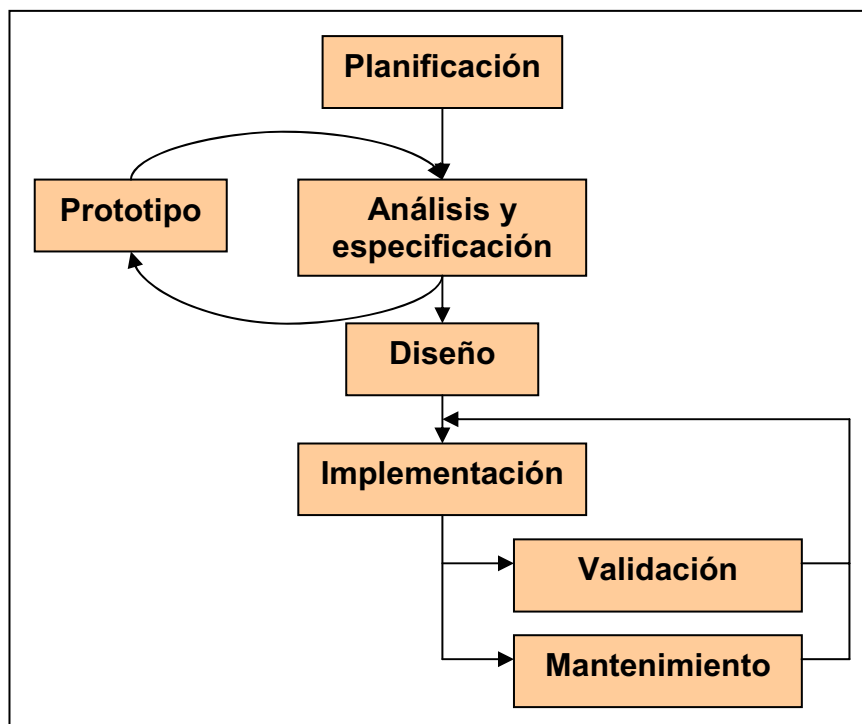 Planificación
Prototipo
Análisis y
especificación
Diseño
Implementación
Validación
Mantenimiento